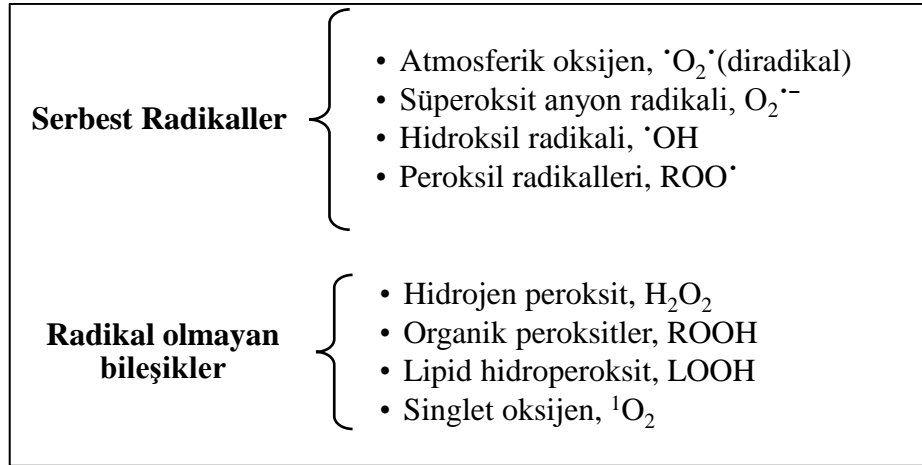 Serbest Radikaller
• Atmosferik oksijen, ˙O₂˙(diradikal)
• Süperoksit anyon radikali, O₂˙⁻
• Hidroksil radikali, ˙OH
• Peroksil radikalleri, ROO˙
Radikal olmayan
bileşikler
• Hidrojen peroksit, H₂O₂
• Organik peroksitler, ROOH
• Lipid hidroperoksit, LOOH
• Singlet oksijen, ¹O₂